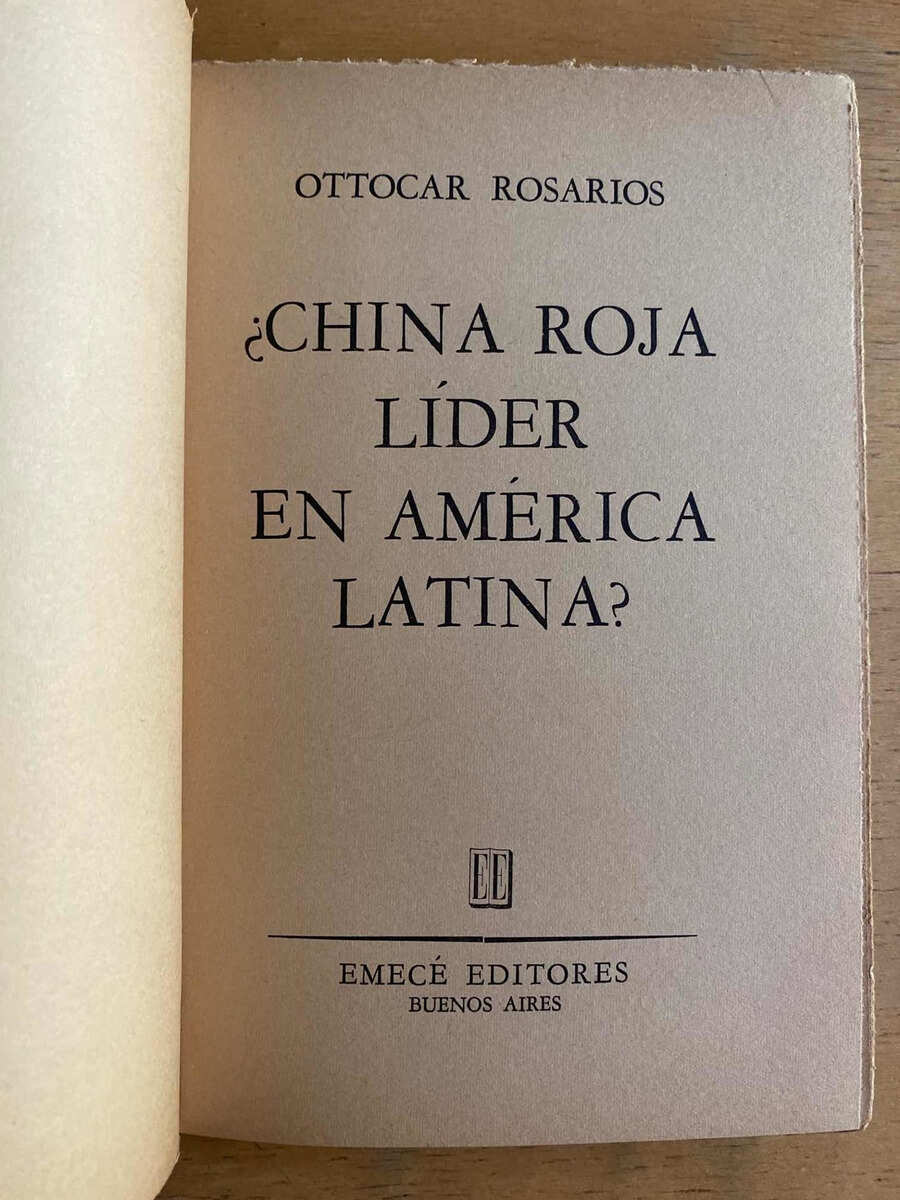 OTTOCAR ROSARIOS
¿CHINA ROJA
LÍDER
EN AMÉRICA
LATINA?
EE
EMECÉ EDITORES
BUENOS AIRES